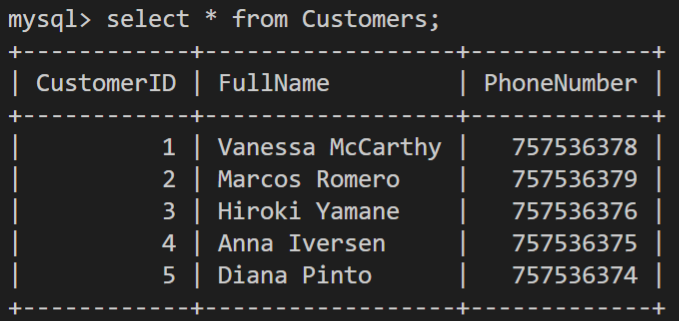 mysql> select * from Customers;
+------------+------------------+-------------+
| CustomerID | FullName         | PhoneNumber |
+------------+------------------+-------------+
|          1 | Vanessa McCarthy |   757536378 |
|          2 | Marcos Romero    |   757536379 |
|          3 | Hiroki Yamane    |   757536376 |
|          4 | Anna Iversen     |   757536375 |
|          5 | Diana Pinto      |   757536374 |
+------------+------------------+-------------+